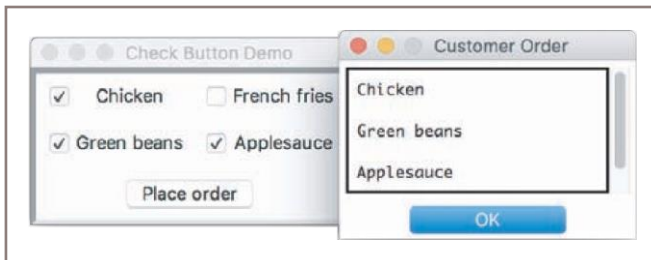 Check Button Demo
Chicken
French fries
Green beans
Applesauce
Place order
Customer Order
Chicken
Green beans
Applesauce
OK